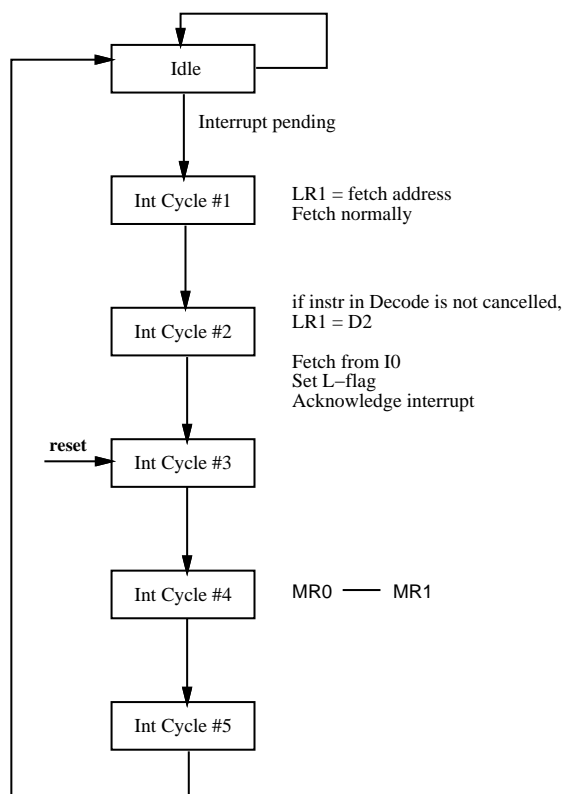 Idle
Interrupt pending
Int Cycle #1
LR1 = fetch address
Fetch normally
if instr in Decode is not cancelled,
Int Cycle #2
LR1 = D2
Fetch from I0
Set L−flag
Acknowledge interrupt
reset
Int Cycle #3
Int Cycle #4
MR0 MR1
Int Cycle #5